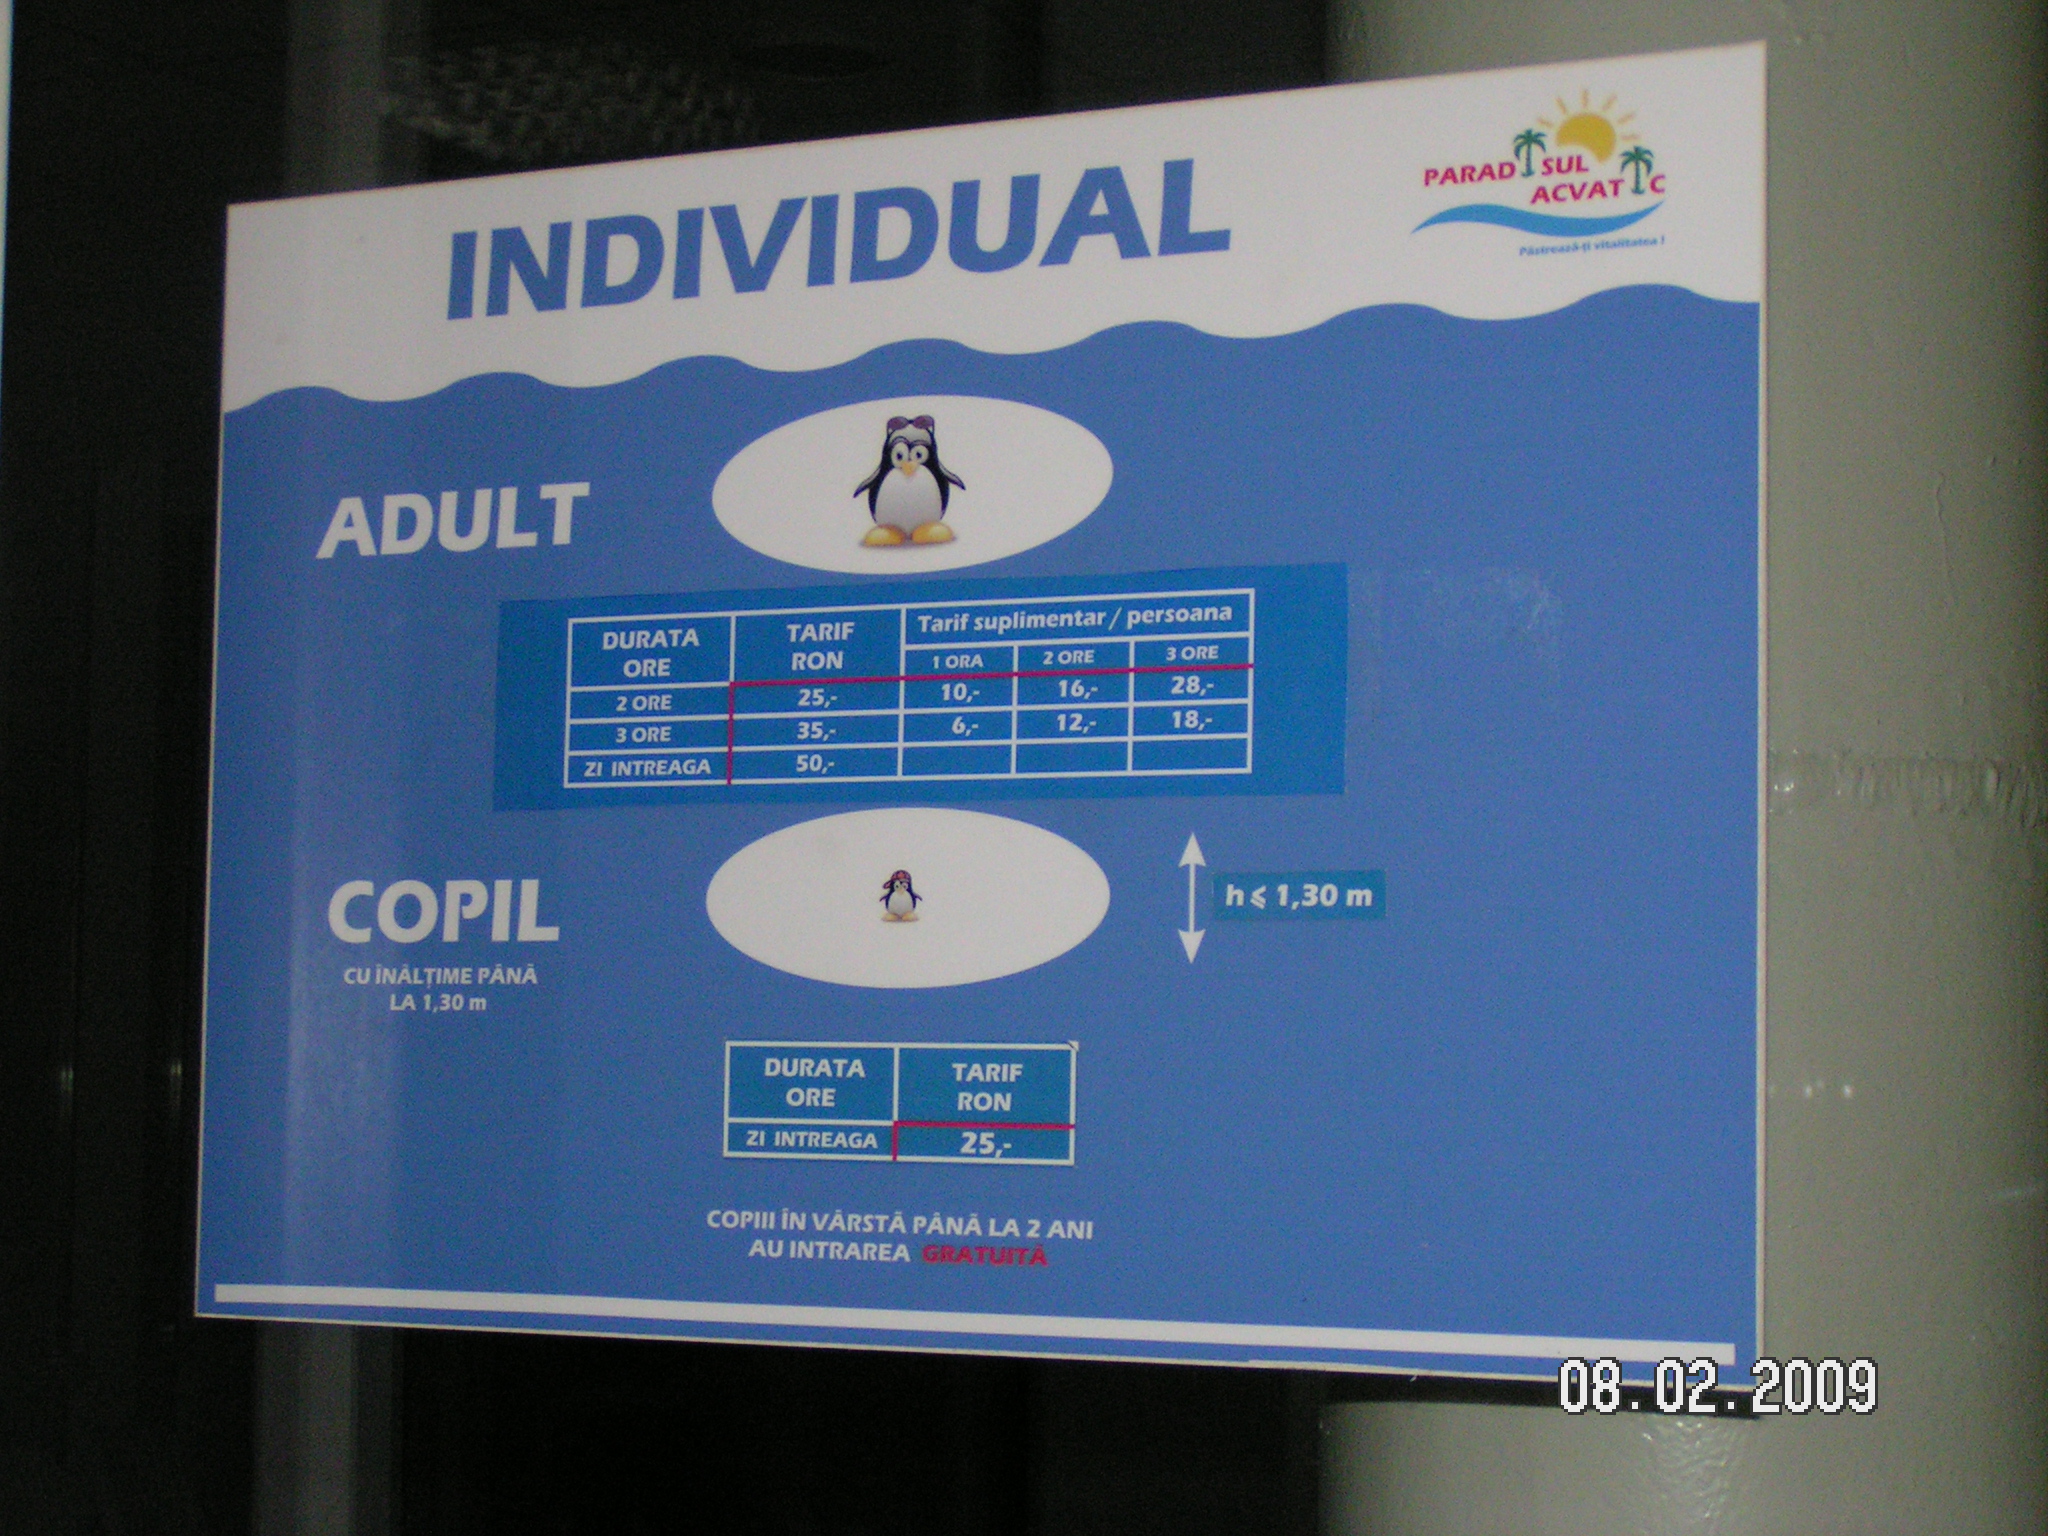 INDIVIDUAL
PARADISUL
ACVATIC
Păstrează-ți vitalitatea !
ADULT
DURATA ORE TARIF RON Tarif suplimentar / persoana
1 ORA 2 ORE 3 ORE
2 ORE 25,- 10,- 16,- 28,-
3 ORE 35,- 6,- 12,- 18,-
ZI INTREAGA 50,-
COPIL
CU ÎNĂLȚIME PÂNĂ
LA 1,30 m
h ⩽ 1,30 m
DURATA ORE TARIF RON
ZI INTREAGA 25,-
COPIII ÎN VÂRSTĂ PÂNĂ LA 2 ANI
AU INTRAREA GRATUITĂ
08.02.2009